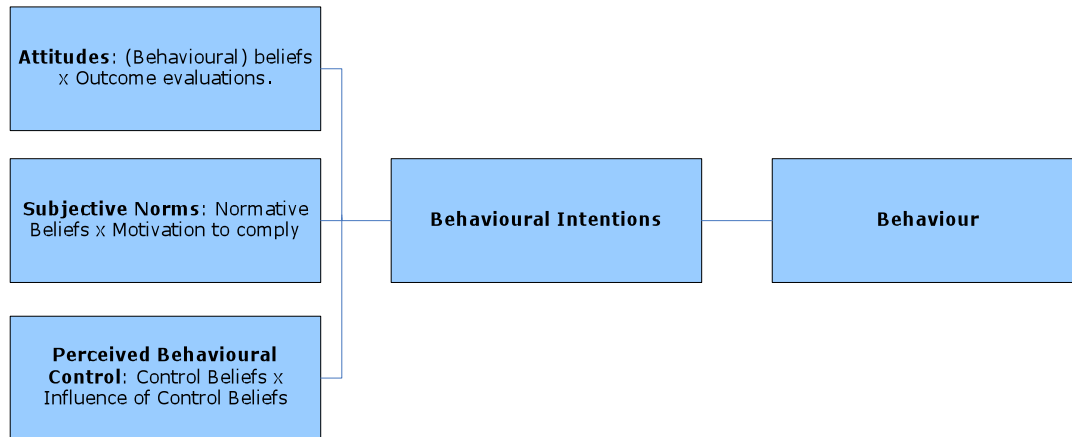 Attitudes: (Behavioural) beliefs
x Outcome evaluations.
Subjective Norms: Normative
Beliefs x Motivation to comply
Perceived Behavioural
Control: Control Beliefs x
Influence of Control Beliefs
Behavioural Intentions
Behaviour